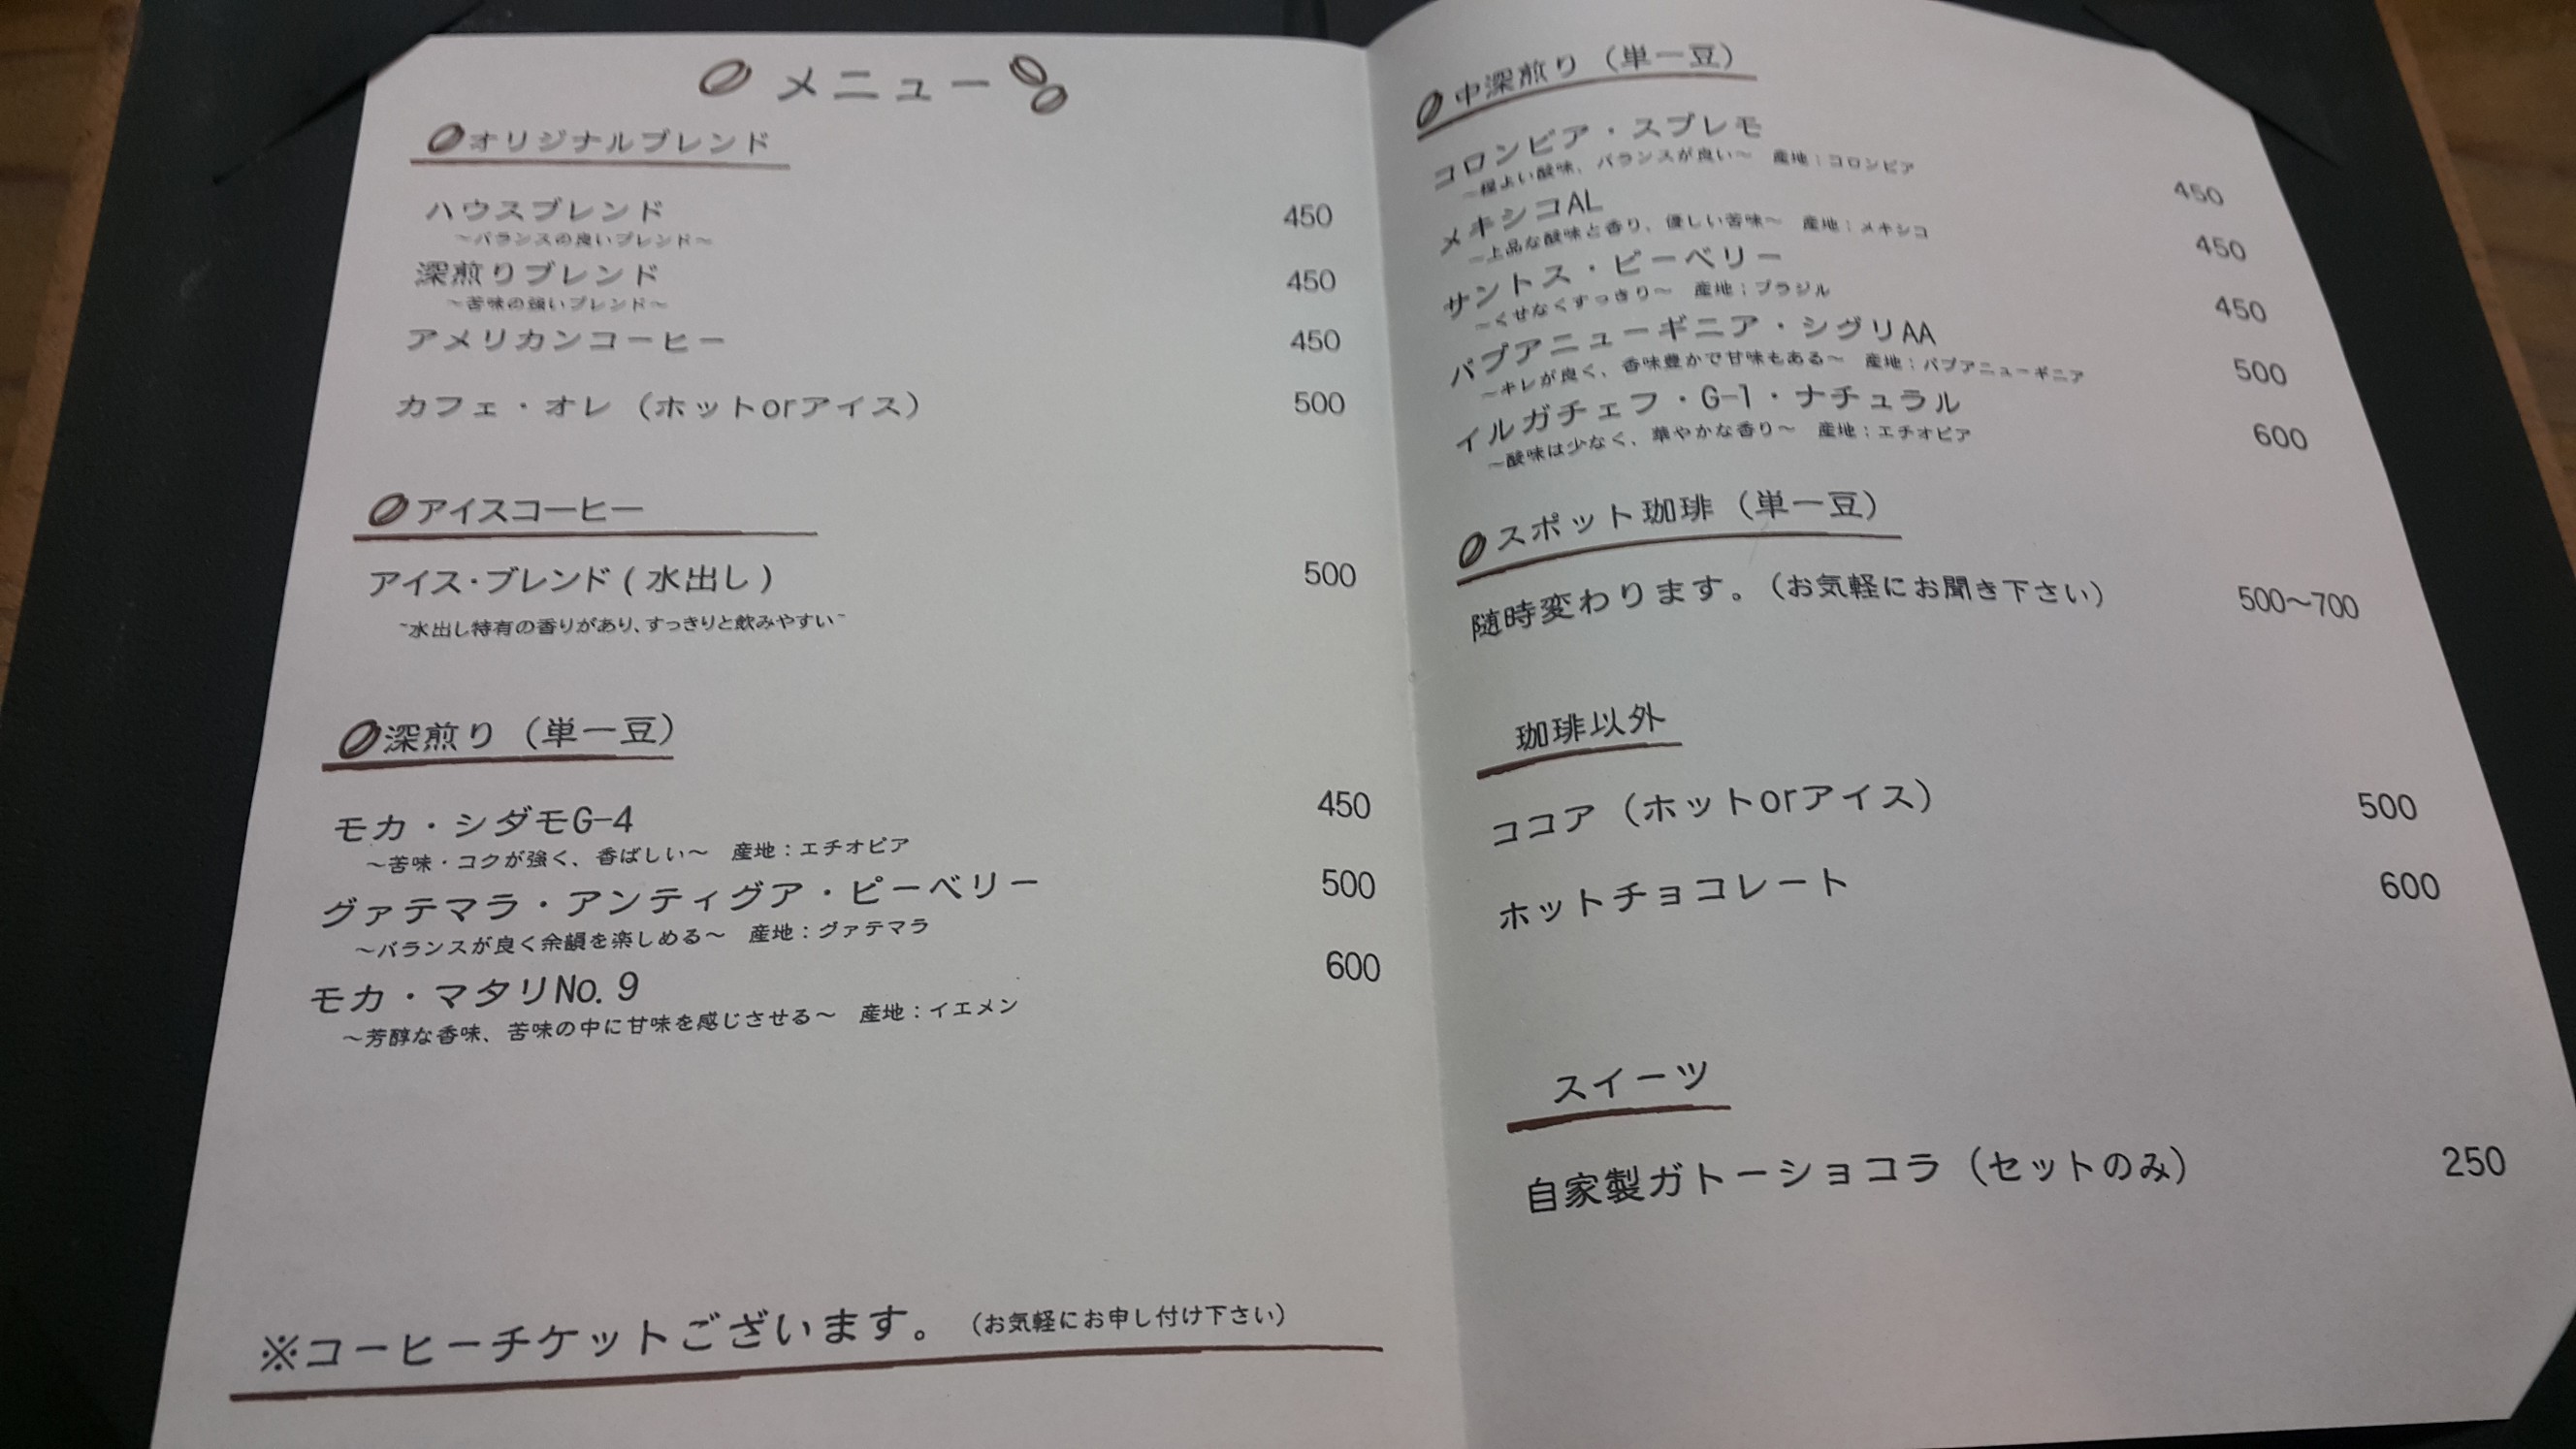 メニュー
オリジナルブレンド
ハウスブレンド 450
～バランスの良いブレンド～
深煎りブレンド 450
～苦味の強いブレンド～
アメリカンコーヒー 450
カフェ・オレ（ホットorアイス） 500
アイスコーヒー
アイス・ブレンド(水出し) 500
~水出し特有の香りがあり、すっきりと飲みやすい~
深煎り（単一豆）
モカ・シダモG-4 450
～苦味・コクが強く、香ばしい～ 産地：エチオピア
グァテマラ・アンティグア・ピーベリー 500
～バランスが良く余韻を楽しめる～ 産地：グァテマラ
モカ・マタリNo.9 600
～芳醇な香味、苦味の中に甘味を感じさせる～ 産地：イエメン
※コーヒーチケットございます。（お気軽にお申し付け下さい）
中深煎り（単一豆）
コロンビア・スプレモ 450
～程よい酸味、バランスが良い～ 産地：コロンビア
メキシコAL 450
～上品な酸味と香り、優しい苦味～ 産地：メキシコ
サントス・ピーベリー 450
～くせなくすっきり～ 産地：ブラジル
パプアニューギニア・シグリAA 500
～キレが良く、香味豊かで甘味もある～ 産地：パプアニューギニア
イルガチェフ・G-1・ナチュラル 600
～酸味は少なく、華やかな香り～ 産地：エチオピア
スポット珈琲（単一豆）
随時変わります。（お気軽にお聞き下さい） 500～700
珈琲以外
ココア（ホットorアイス） 500
ホットチョコレート 600
スイーツ
自家製ガトーショコラ（セットのみ） 250